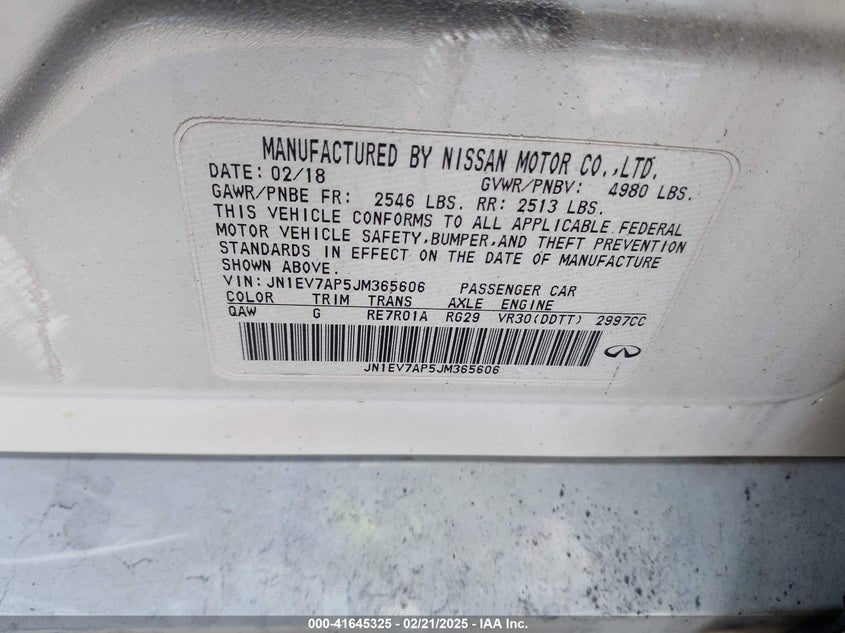 MANUFACTURED BY NISSAN MOTOR CO.,LTD.
DATE: 02/18 GVWR/PNBV: 4980 LBS.
GAWR/PNBE FR: 2546 LBS. RR: 2513 LBS.
THIS VEHICLE CONFORMS TO ALL APPLICABLE FEDERAL
MOTOR VEHICLE SAFETY,BUMPER,AND THEFT PREVENTION
STANDARDS IN EFFECT ON THE DATE OF MANUFACTURE
SHOWN ABOVE.
VIN: JN1EV7AP5JM365606 PASSENGER CAR
COLOR TRIM TRANS AXLE ENGINE
QAW G RE7R01A RG29 VR30(DDTT) 2997CC
JN1EV7AP5JM365606
000-41645325 - 02/21/2025 - IAA Inc.